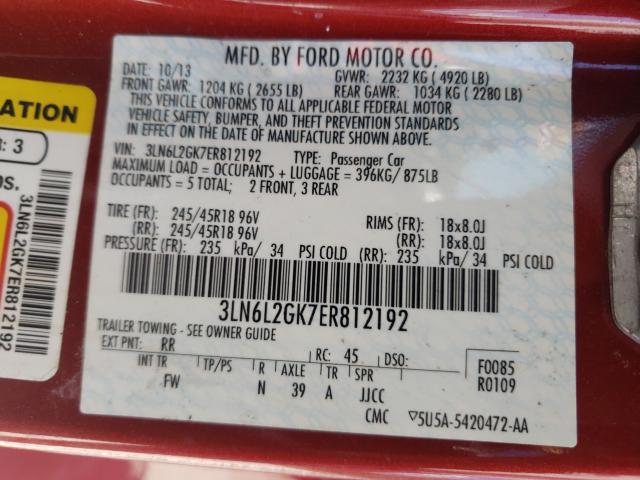 MFD. BY FORD MOTOR CO.
DATE: 10/13 GVWR: 2232 KG ( 4920 LB)
FRONT GAWR: 1204 KG ( 2655 LB) REAR GAWR: 1034 KG ( 2280 LB)
THIS VEHICLE CONFORMS TO ALL APPLICABLE FEDERAL MOTOR
VEHICLE SAFETY, BUMPER, AND THEFT PREVENTION STANDARDS
IN EFFECT ON THE DATE OF MANUFACTURE SHOWN ABOVE.
VIN: 3LN6L2GK7ER812192 TYPE: Passenger Car
MAXIMUM LOAD = OCCUPANTS + LUGGAGE = 396KG/ 875LB
OCCUPANTS = 5 TOTAL; 2 FRONT, 3 REAR
TIRE (FR): 245/45R18 96V RIMS (FR): 18x8.0J
(RR): 245/45R18 96V (RR): 18x8.0J
PRESSURE (FR): 235 kPa/ 34 PSI COLD (RR): 235 kPa/ 34 PSI COLD
3LN6L2GK7ER812192
TRAILER TOWING - SEE OWNER GUIDE
EXT PNT: RR RC: 45 DSO: F0085
INT TR TP/PS R AXLE TR SPR R0109
FW N 39 A JJCC
CMC ▽5U5A-5420472-AA
: 3
3LN6L2GK7ER812192